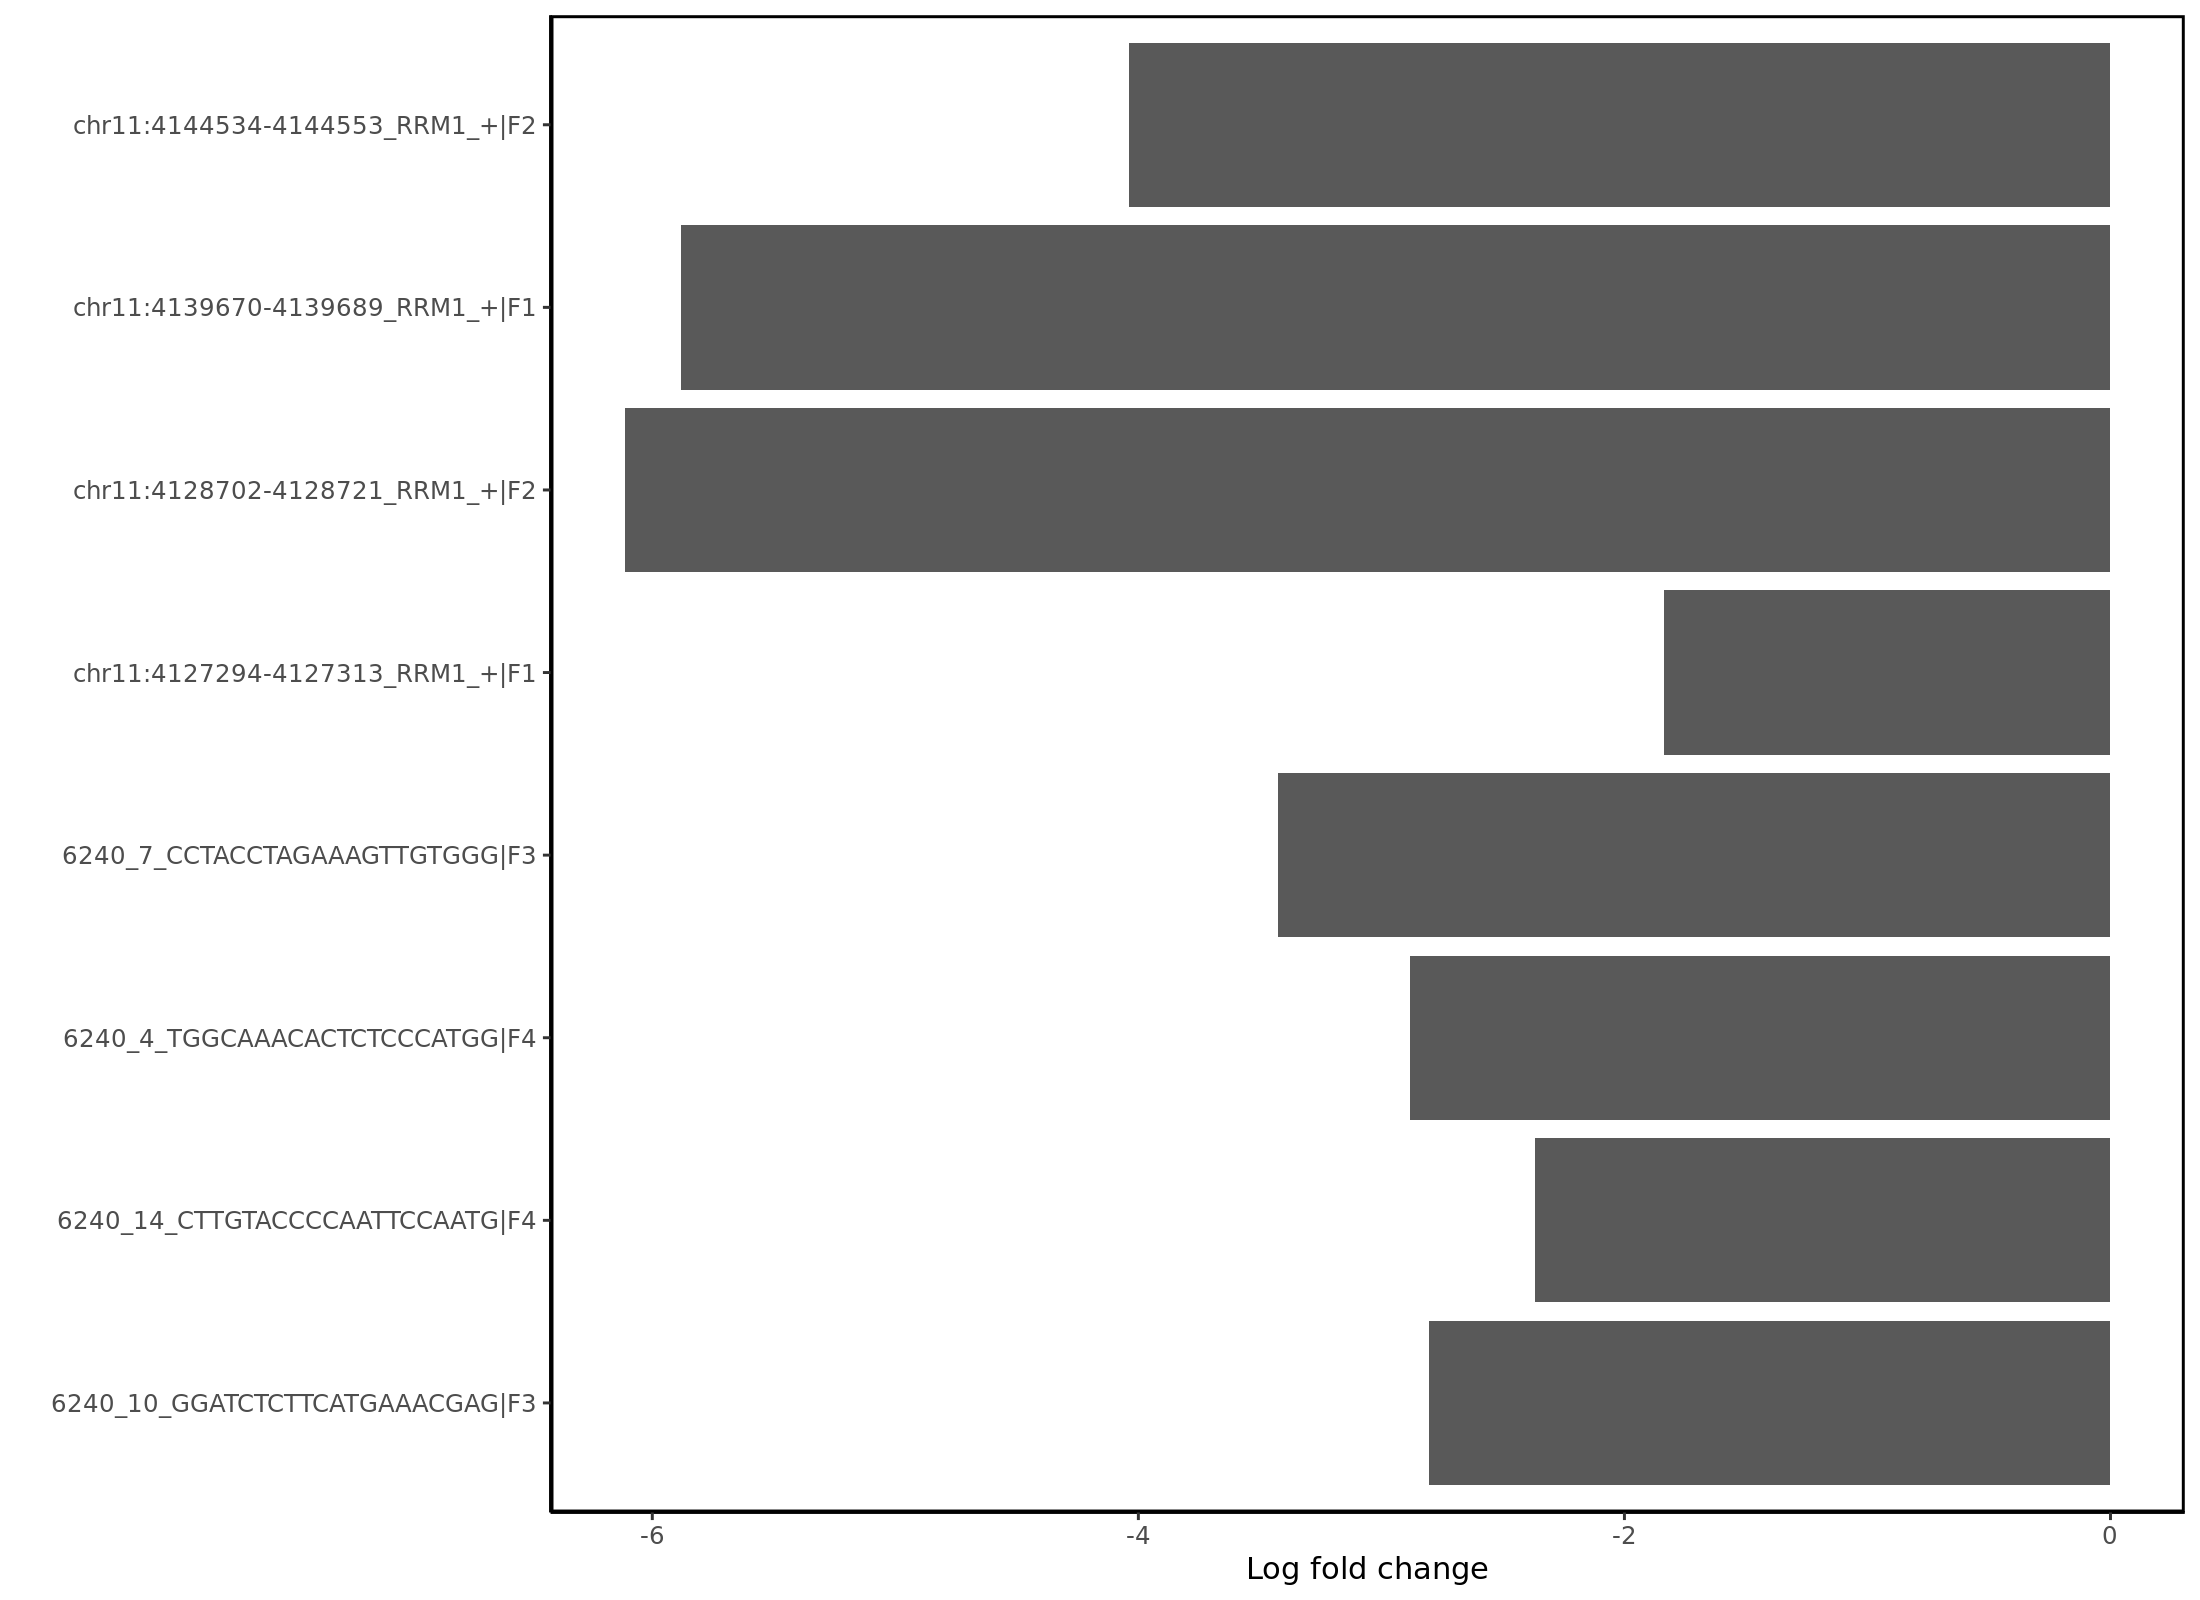 chr11:4144534-4144553_RRM1_+|F2
chr11:4139670-4139689_RRM1_+|F1
chr11:4128702-4128721_RRM1_+|F2
chr11:4127294-4127313_RRM1_+|F1
6240_7_CCTACCTAGAAAGTTGTGGG|F3
6240_4_TGGCAAACACTCTCCCATGG|F4
6240_14_CTTGTACCCCAATTCCAATG|F4
6240_10_GGATCTCTTCATGAAACGAG|F3
-6 -4 -2 0
Log fold change